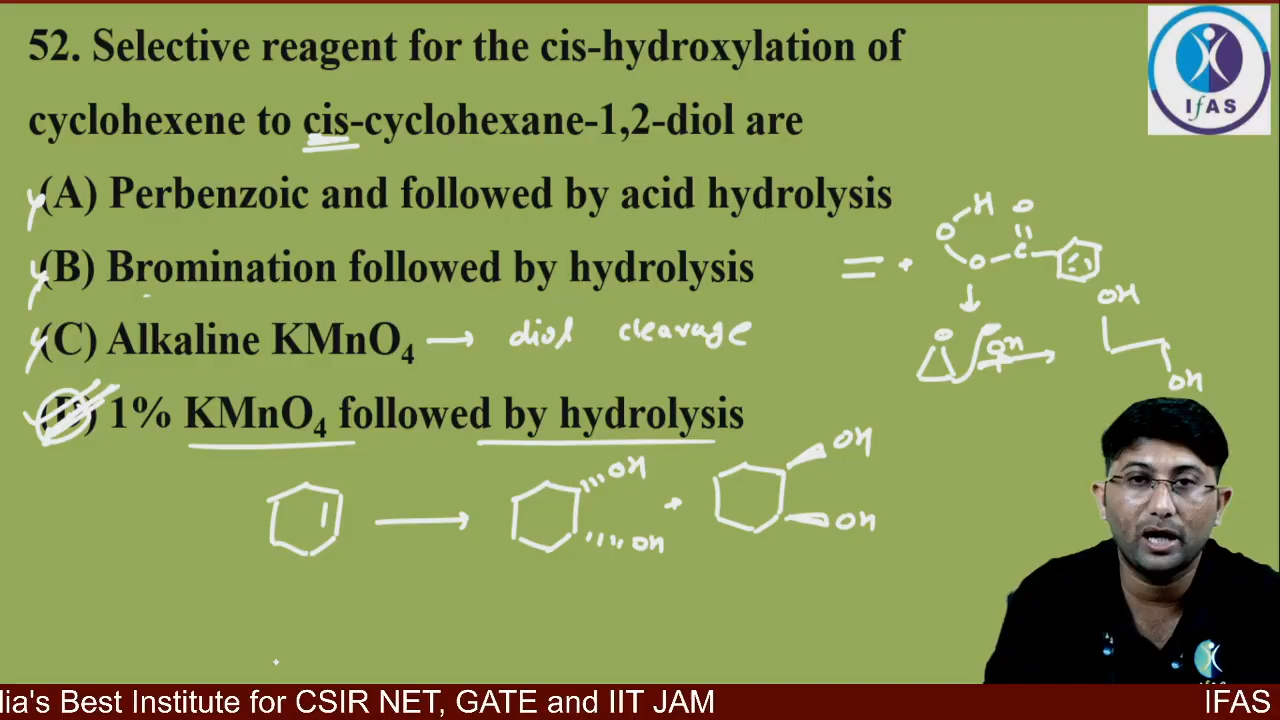 52. Selective reagent for the cis-hydroxylation of
cyclohexene to cis-cyclohexane-1,2-diol are
IFAS
(A) Perbenzoic and followed by acid hydrolysis
(B) Bromination followed by hydrolysis
(C) Alkaline KMnO₄ → diol cleavage
(D) 1% KMnO₄ followed by hydrolysis
H O
O
O C
OH
O
OH
OH
OH OH
OH OH
lia's Best Institute for CSIR NET, GATE and IIT JAM IFAS